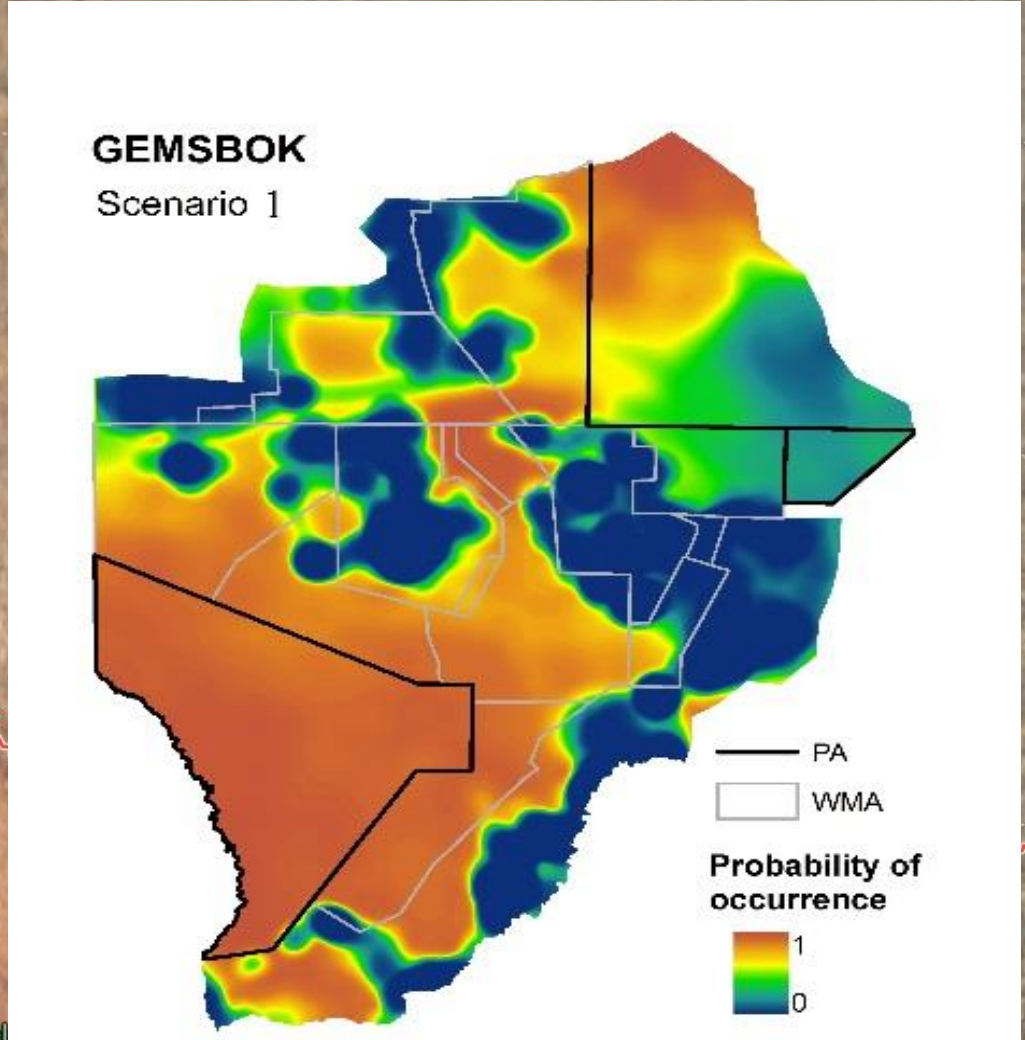 GEMSBOK
Scenario 1
PA
WMA
Probability of
occurrence
1
0